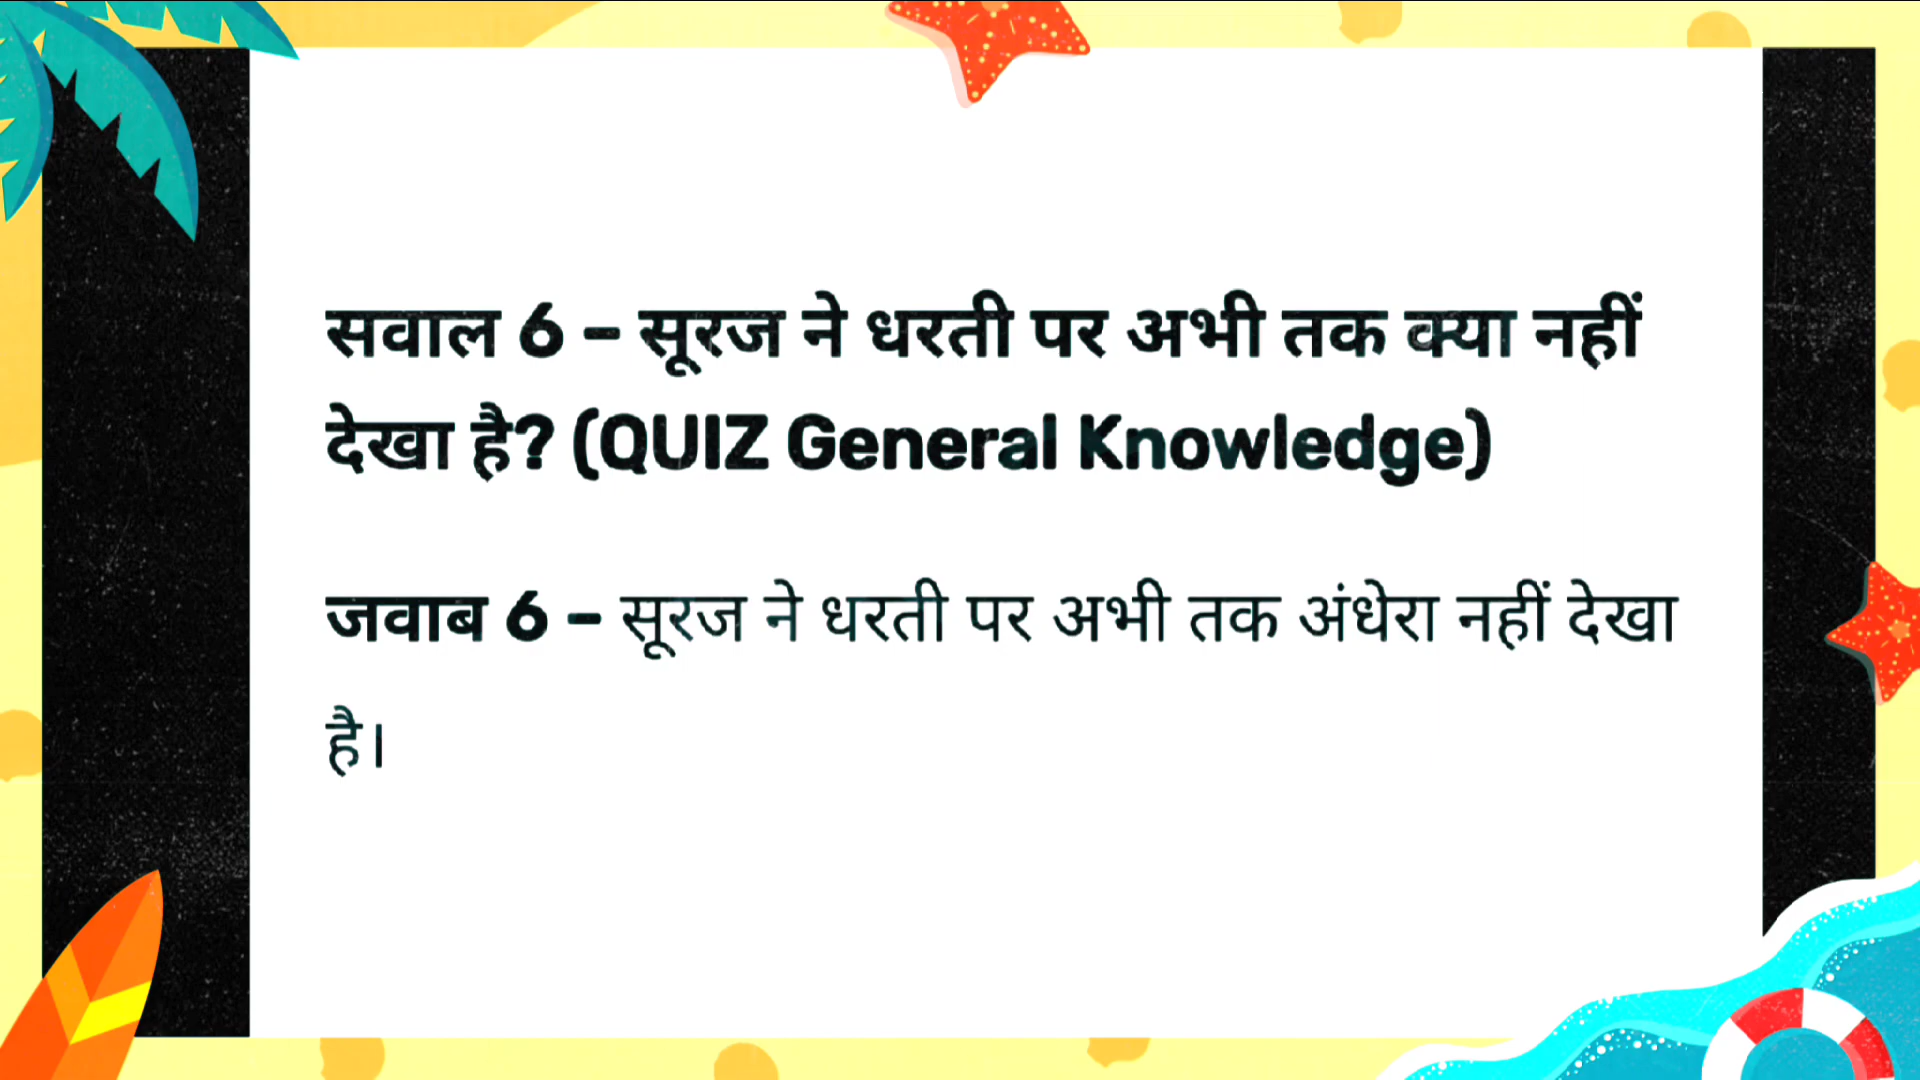 सवाल 6 – सूरज ने धरती पर अभी तक क्या नहीं
देखा है? (QUIZ General Knowledge)
जवाब 6 – सूरज ने धरती पर अभी तक अंधेरा नहीं देखा
है।